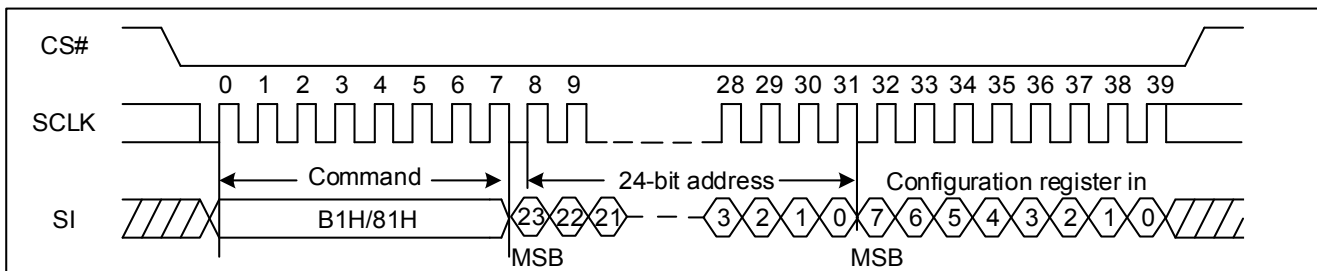 CS#
0 1 2 3 4 5 6 7 8 9 28 29 30 31 32 33 34 35 36 37 38 39
SCLK
Command 24-bit address Configuration register in
SI B1H/81H 23 22 21 3 2 1 0 7 6 5 4 3 2 1 0
MSB MSB